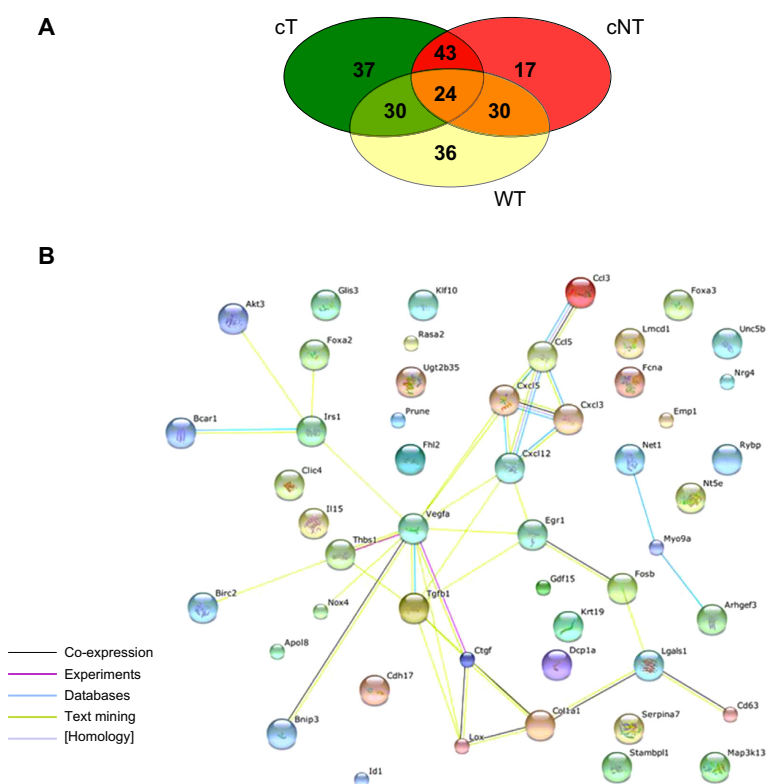 A
cT
cNT
43
37
17
24
30
30
36
WT
B
Ccl3
Akt3
Glis3
Klf10
Foxa3
Foxa2
Rasa2
Ccl5
Lmcd1
Unc5b
Ugt2b35
Cxcl5
Fcna
Nrg4
Bcar1
Irs1
Prune
Cxcl3
Emp1
Fhl2
Cxcl12
Net1
Rybp
Clic4
Nt5e
Il15
Vegfa
Egr1
Thbs1
Myo9a
Birc2
Nox4
Tgfb1
Gdf15
Fosb
Arhgef3
Krt19
Apol8
Ctgf
Dcp1a
Lgals1
Co-expression
Experiments
Databases
Text mining
[Homology]
Cdh17
Bnip3
Lox
Col1a1
Serpina7
Cd63
Id1
Stambpl1
Map3k13